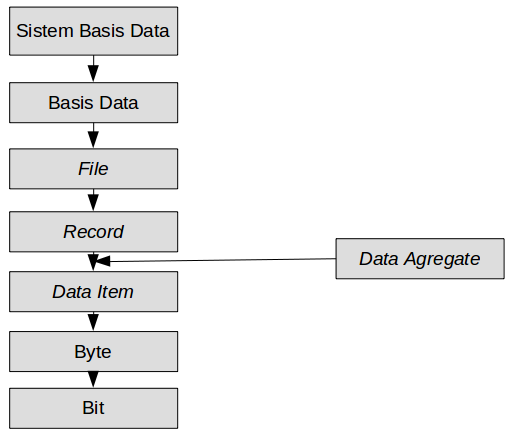 Sistem Basis Data
Basis Data
File
Record
Data Agregate
Data Item
Byte
Bit